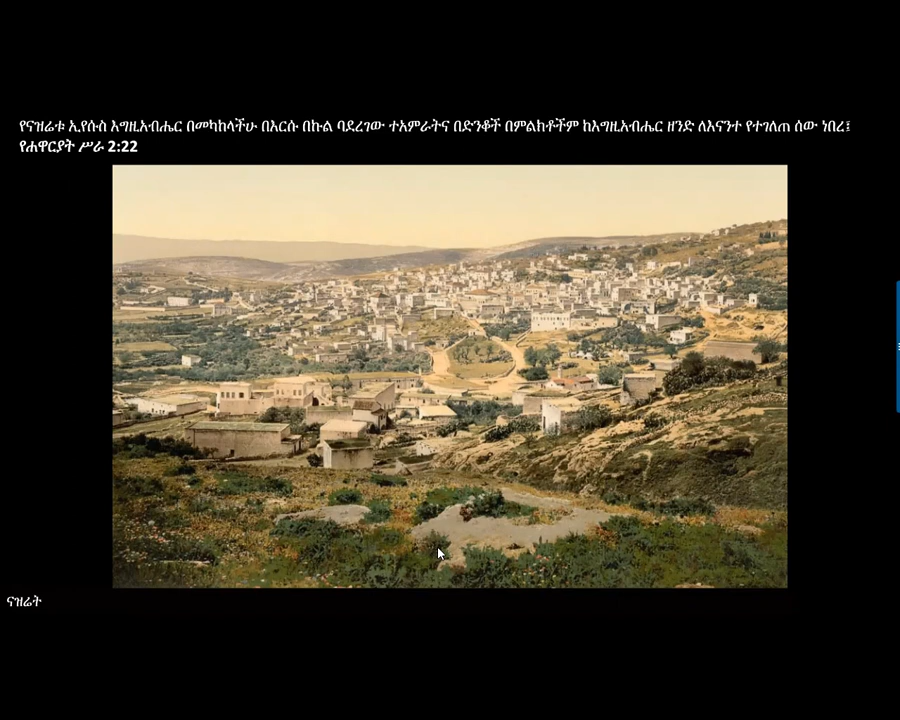 የናዝሬቱ ኢየሱስ እግዚአብሔር በመካከላችሁ በእርሱ በኩል ባደረገው ተአምራትና በድንቆች በምልክቶችም ከእግዚአብሔር ዘንድ ለእናንተ የተገለጠ ሰው ነበረ፤
የሐዋርያት ሥራ 2:22
ናዝሬት